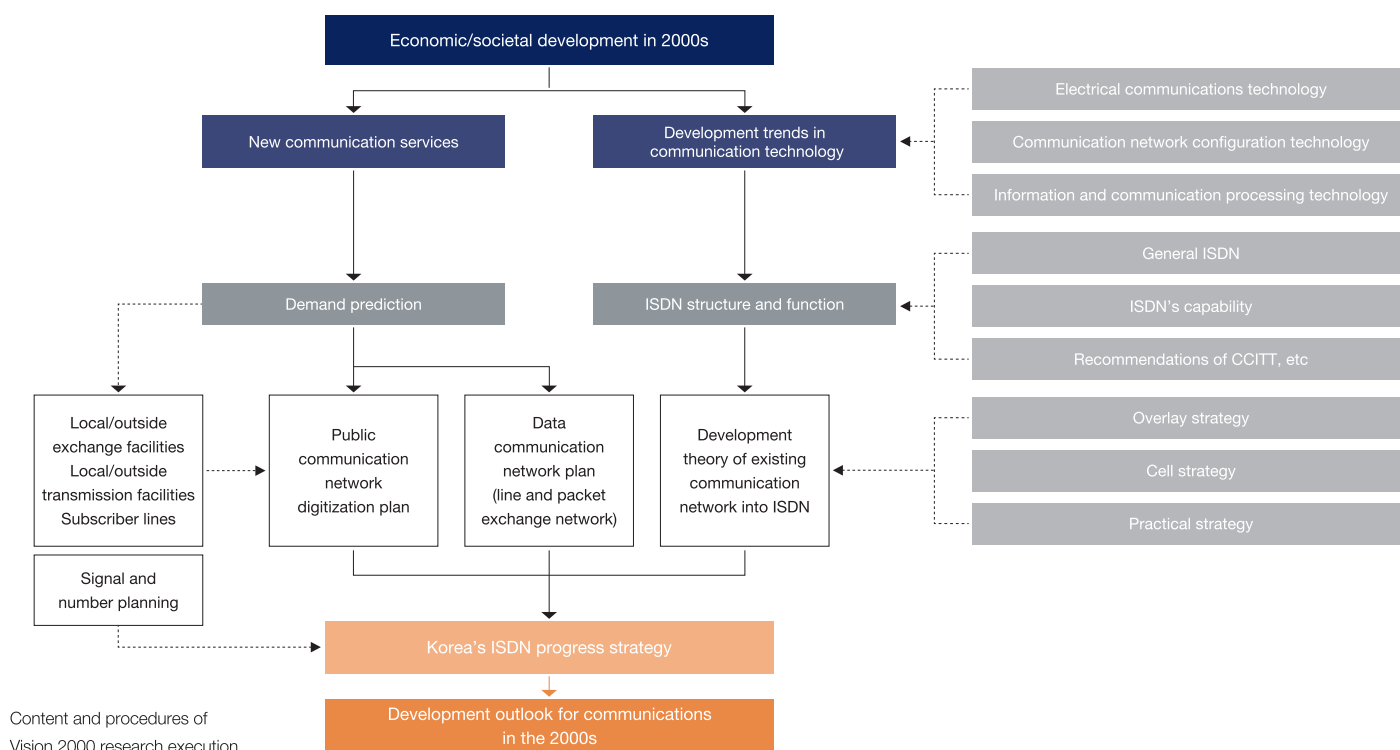 Economic/societal development in 2000s
New communication services
Development trends in
communication technology
Electrical communications technology
Communication network configuration technology
Information and communication processing technology
Demand prediction
ISDN structure and function
General ISDN
ISDN's capability
Recommendations of CCITT, etc
Local/outside
exchange facilities
Local/outside
transmission facilities
Subscriber lines
Public
communication
network
digitization plan
Data
communication
network plan
(line and packet
exchange network)
Development
theory of existing
communication
network into ISDN
Overlay strategy
Cell strategy
Practical strategy
Signal and
number planning
Korea's ISDN progress strategy
Development outlook for communications
in the 2000s
Content and procedures of
Vision 2000 research execution